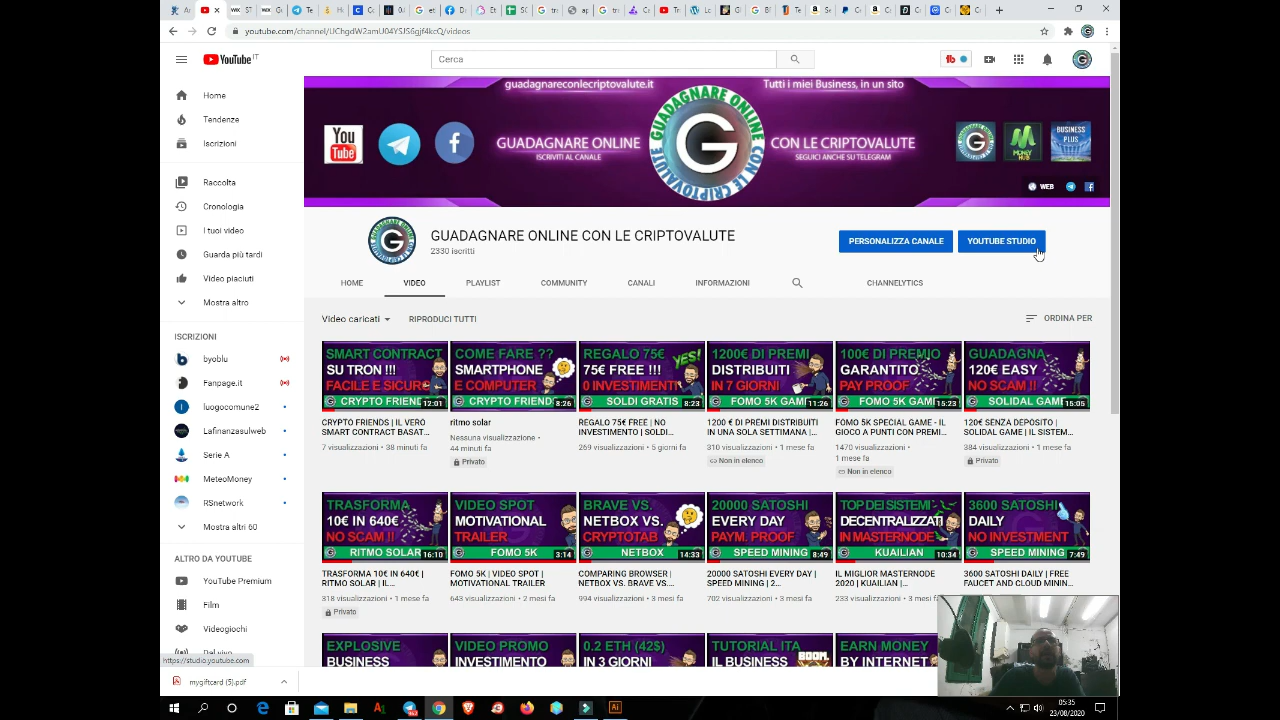 youtube.com/channel/UChgdW2amU04YSJS6gjf4kcQ/videos
YouTube IT
Cerca
Home
Tendenze
Iscrizioni
Raccolta
Cronologia
I tuoi video
Guarda più tardi
Video piaciuti
Mostra altro
ISCRIZIONI
byoblu
Fanpage.it
luogocomune2
Lafinanzasulweb
Serie A
MeteoMoney
RSnetwork
Mostra altri 60
ALTRO DA YOUTUBE
YouTube Premium
Film
Videogiochi
Dal vivo
https://studio.youtube.com
guadagnareconlecriptovalute.it
Tutti i miei Business, in un sito
You
Tube
GUADAGNARE ONLINE
ISCRIVITI AL CANALE
GUADAGNARE ONLINE CON LE CRIPTOVALUTE
G
CON LE CRIPTOVALUTE
SEGUICI ANCHE SU TELEGRAM
MONEY
HUB
BUSINESS
PLUS
WEB
GUADAGNARE ONLINE CON LE CRIPTOVALUTE
2330 iscritti
PERSONALIZZA CANALE
YOUTUBE STUDIO
HOME
VIDEO
PLAYLIST
COMMUNITY
CANALI
INFORMAZIONI
CHANNELYTICS
Video caricati
RIPRODUCI TUTTI
ORDINA PER
SMART CONTRACT
SU TRON !!!
FACILE E SICURO
CRYPTO FRIENDS
12:01
CRYPTO FRIENDS | IL VERO
SMART CONTRACT BASAT...
7 visualizzazioni • 38 minuti fa
COME FARE ??
SMARTPHONE
E COMPUTER
CRYPTO FRIENDS
8:26
ritmo solar
Nessuna visualizzazione •
44 minuti fa
Privato
REGALO 75€
75€ FREE !!!
0 INVESTIMENTI
YES!
SOLDI GRATIS
8:23
REGALO 75€ FREE | NO
INVESTIMENTO | SOLDI...
269 visualizzazioni • 5 giorni fa
1200€ DI PREMI
DISTRIBUITI
IN 7 GIORNI
FOMO 5K GAME
11:26
1200 € DI PREMI DISTRIBUITI
IN UNA SOLA SETTIMANA |...
310 visualizzazioni • 1 mese fa
Non in elenco
100€ DI PREMIO
GARANTITO
PAY PROOF
FOMO 5K GAME
15:23
FOMO 5K SPECIAL GAME - IL
GIOCO A PUNTI CON PREMI...
1470 visualizzazioni •
1 mese fa
Non in elenco
GUADAGNA
120€ EASY
NO SCAM !!
SOLIDAL GAME
15:05
120€ SENZA DEPOSITO |
SOLIDAL GAME | IL SISTEM...
384 visualizzazioni • 1 mese fa
Privato
TRASFORMA
10€ IN 640€
NO SCAM !!
RITMO SOLAR
16:10
TRASFORMA 10€ IN 640€ |
RITMO SOLAR | IL...
318 visualizzazioni • 1 mese fa
Privato
VIDEO SPOT
MOTIVATIONAL
TRAILER
FOMO 5K
3:14
FOMO 5K | VIDEO SPOT |
MOTIVATIONAL TRAILER
643 visualizzazioni • 2 mesi fa
BRAVE VS.
NETBOX VS.
CRYPTOTAB
NETBOX
14:33
COMPARING BROWSER |
NETBOX VS. BRAVE VS....
994 visualizzazioni • 3 mesi fa
20000 SATOSHI
EVERY DAY
PAYM. PROOF
SPEED MINING
8:49
20000 SATOSHI EVERY DAY |
SPEED MINING | 2...
702 visualizzazioni • 3 mesi fa
TOP DEI SISTEMI
DECENTRALIZZATI
IN MASTERNODE
KUAILIAN
10:34
IL MIGLIOR MASTERNODE
2020 | KUAILIAN |...
233 visualizzazioni • 3 mesi fa
3600 SATOSHI
DAILY
NO INVESTMENT
SPEED MINING
7:49
3600 SATOSHI DAILY | FREE
FAUCET AND CLOUD MININ...
EXPLOSIVE
BUSINESS
VIDEO PROMO
INVESTIMENTO
0.2 ETH (42$)
IN 3 GIORNI
TUTORIAL ITA
IL BUSINESS
BOOM.
EARN MONEY
BY INTERNET
mygiftcard (5).pdf
05:35
23/08/2020